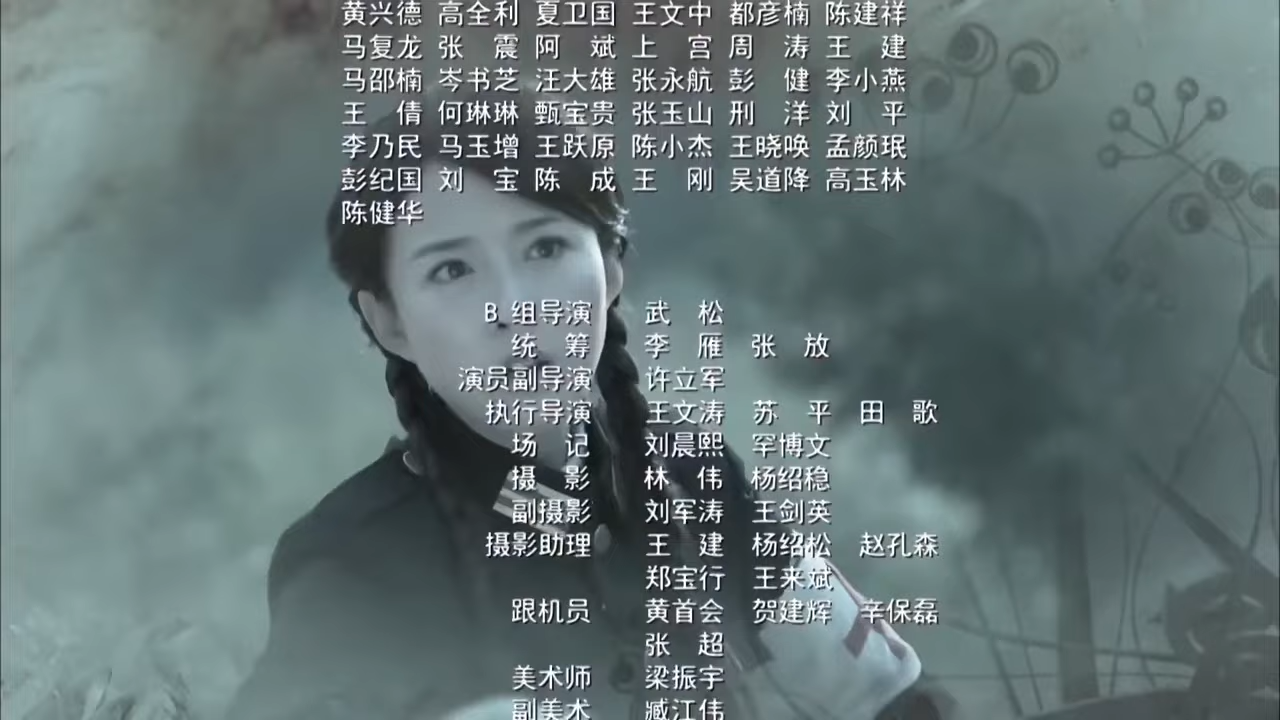 黄兴德 高全利 夏卫国 王文中 都彦楠 陈建祥
马复龙 张 震 阿 斌 上 宫 周 涛 王 建
马邵楠 岑书芝 汪大雄 张永航 彭 健 李小燕
王 倩 何琳琳 甄宝贵 张玉山 刑 洋 刘 平
李乃民 马玉增 王跃原 陈小杰 王晓唤 孟颜珉
彭纪国 刘 宝 陈 成 王 刚 吴道降 高玉林
陈健华
B 组导演 武 松
统 筹 李 雁 张 放
演员副导演 许立军
执行导演 王文涛 苏 平 田 歌
场 记 刘晨熙 罕博文
摄 影 林 伟 杨绍稳
副摄影 刘军涛 王剑英
摄影助理 王 建 杨绍松 赵孔森
郑宝行 王来斌
跟机员 黄首会 贺建辉 辛保磊
张 超
美术师 梁振宇
副美术 臧江伟